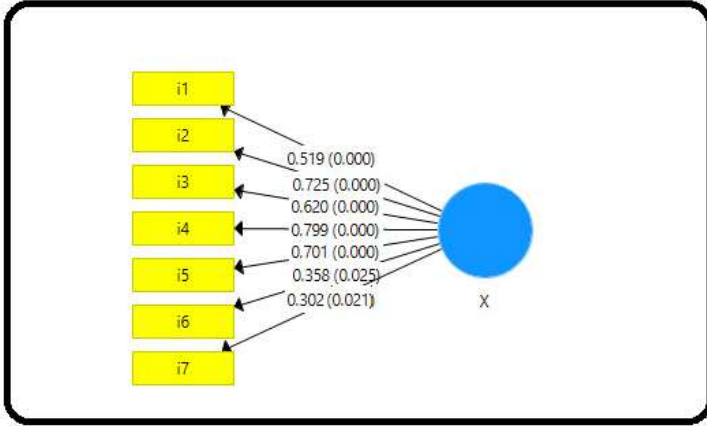 i1
i2
i3
i4
i5
i6
i7
0.519 (0.000)
0.725 (0.000)
0.620 (0.000)
0.799 (0.000)
0.701 (0.000)
0.358 (0.025)
0.302 (0.021)
X